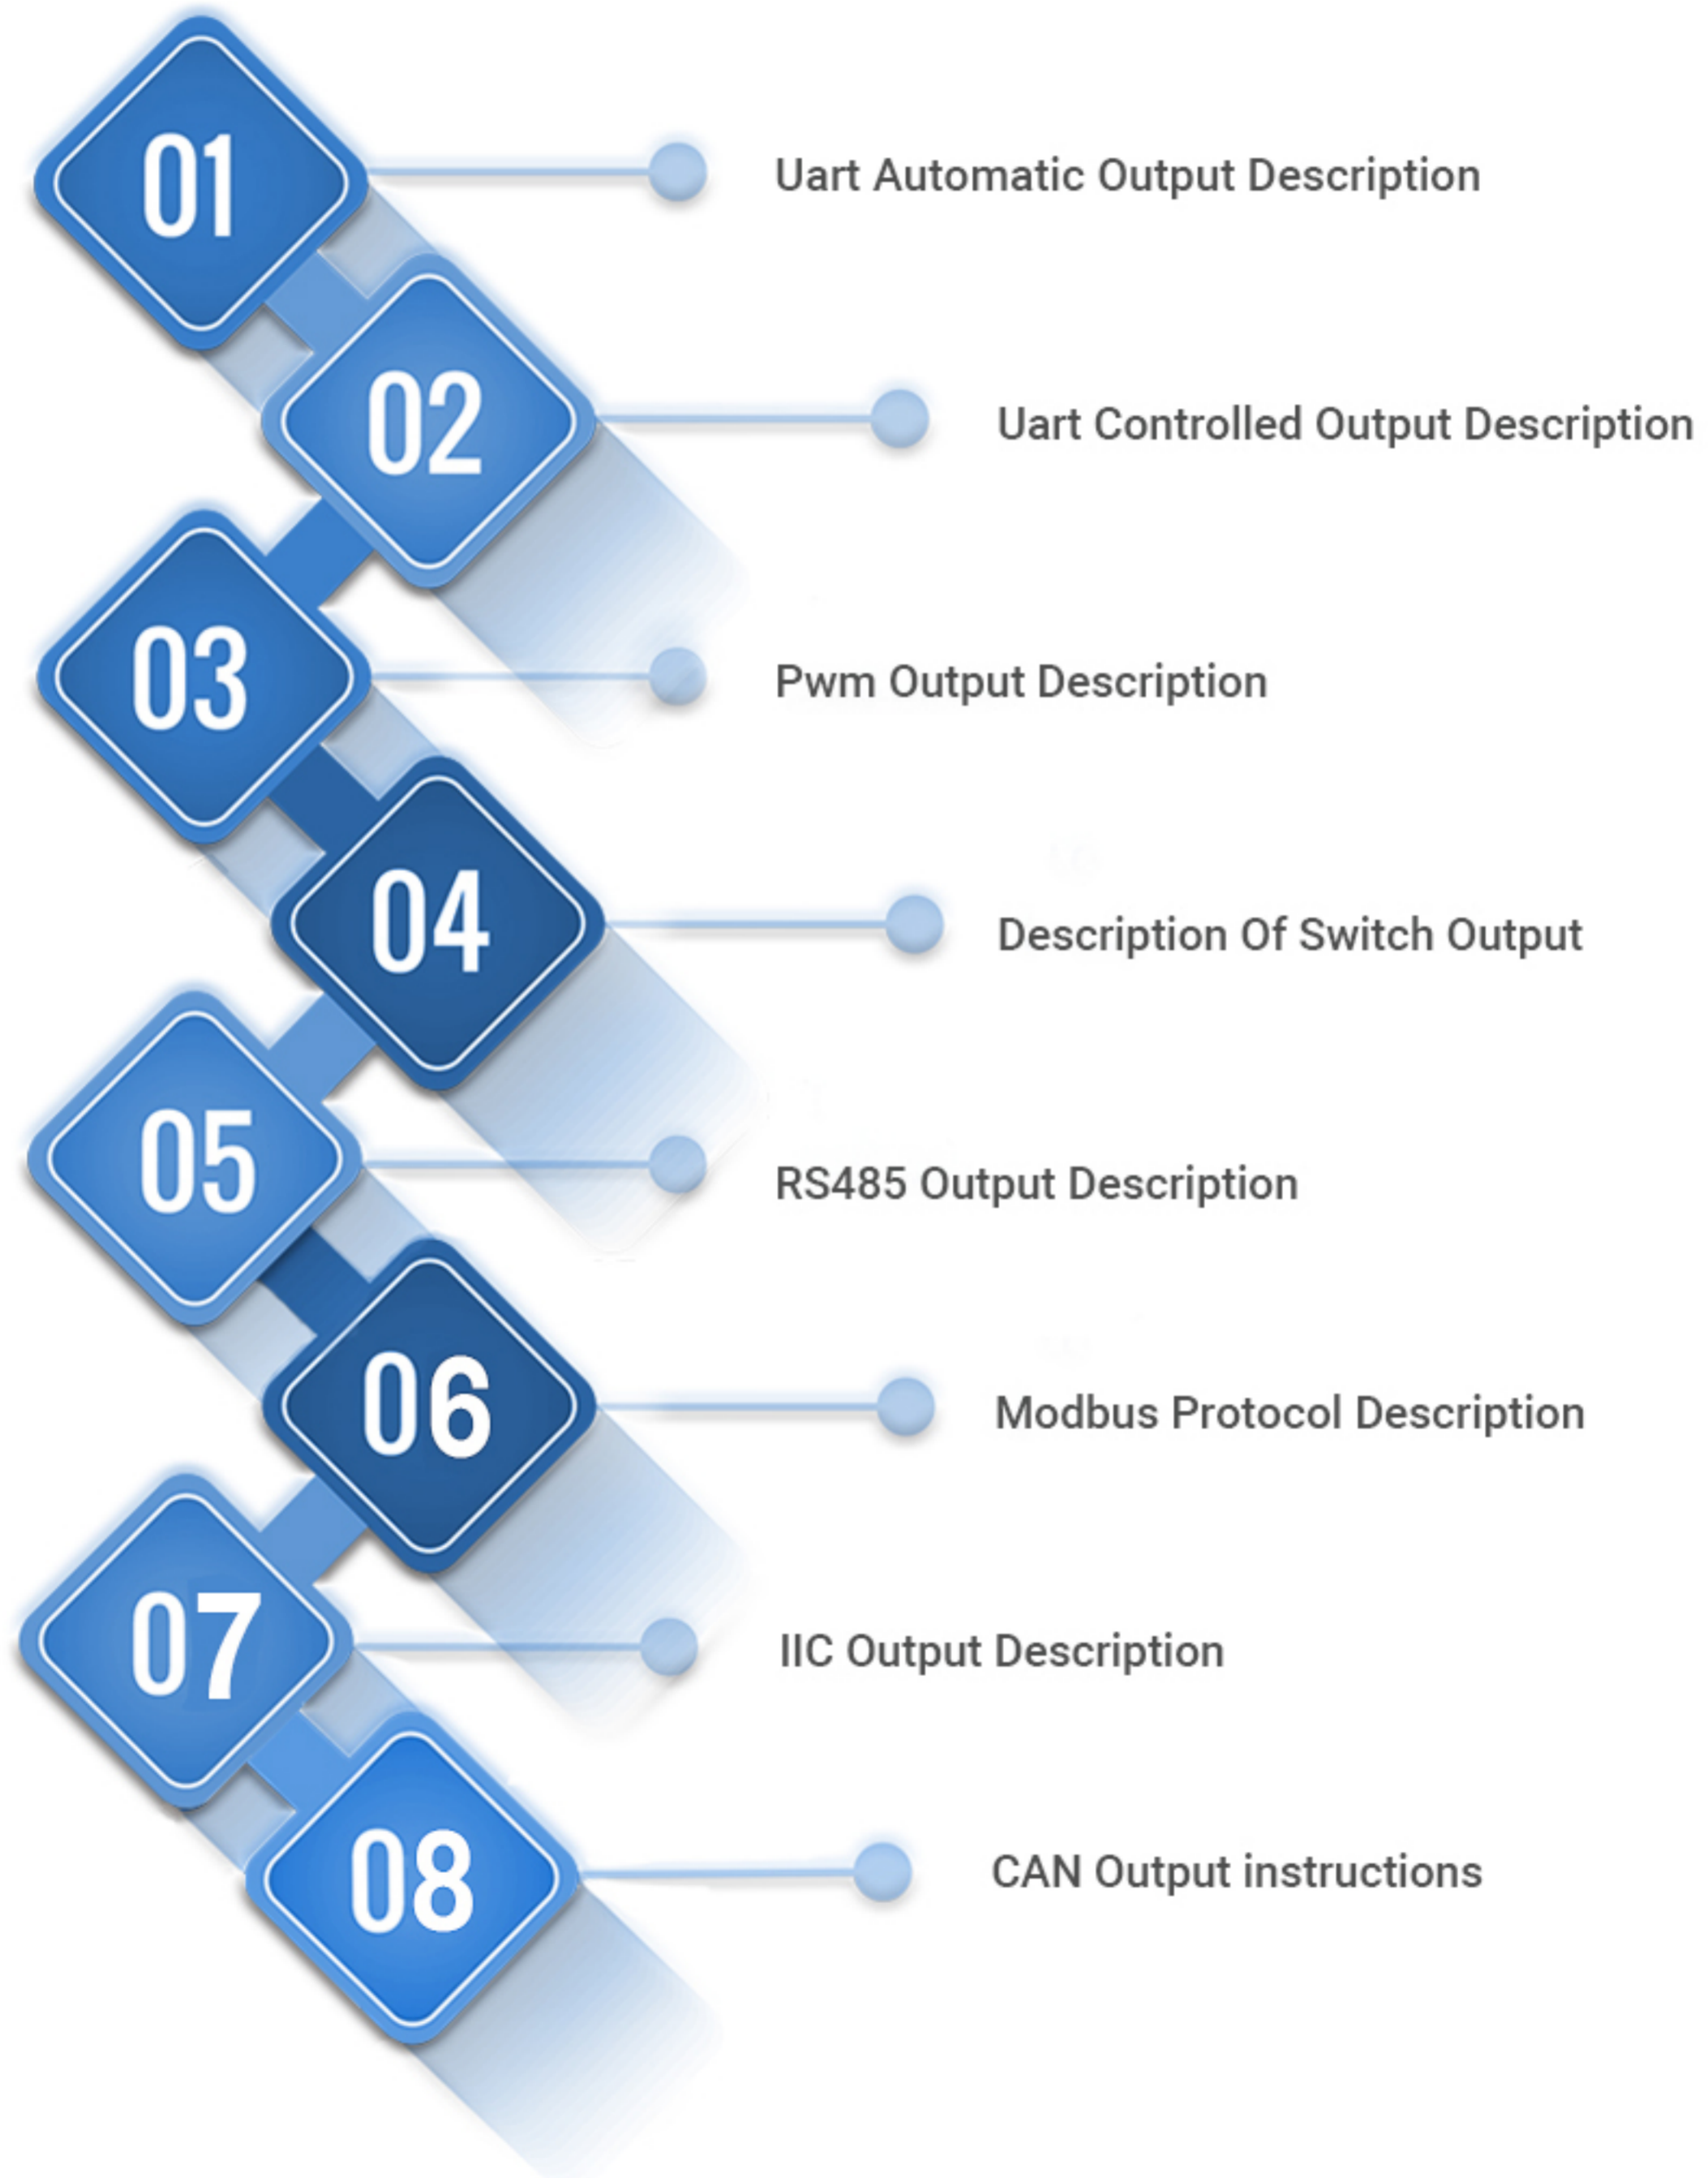 01
Uart Automatic Output Description
02
Uart Controlled Output Description
03
Pwm Output Description
04
Description Of Switch Output
05
RS485 Output Description
06
Modbus Protocol Description
07
IIC Output Description
08
CAN Output instructions